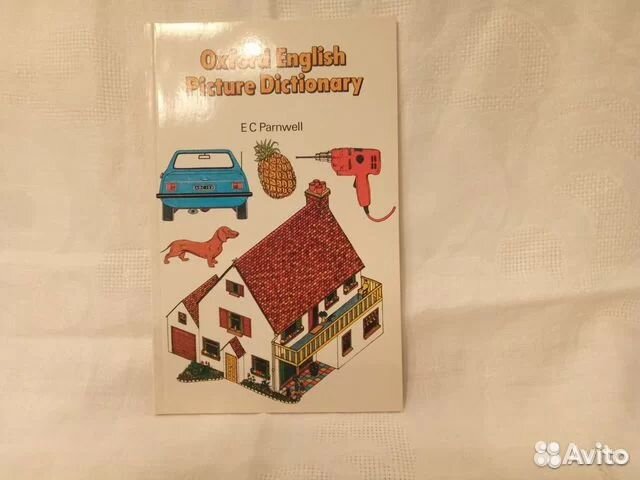 Oxford English
Picture Dictionary
E C Parnwell
Avito